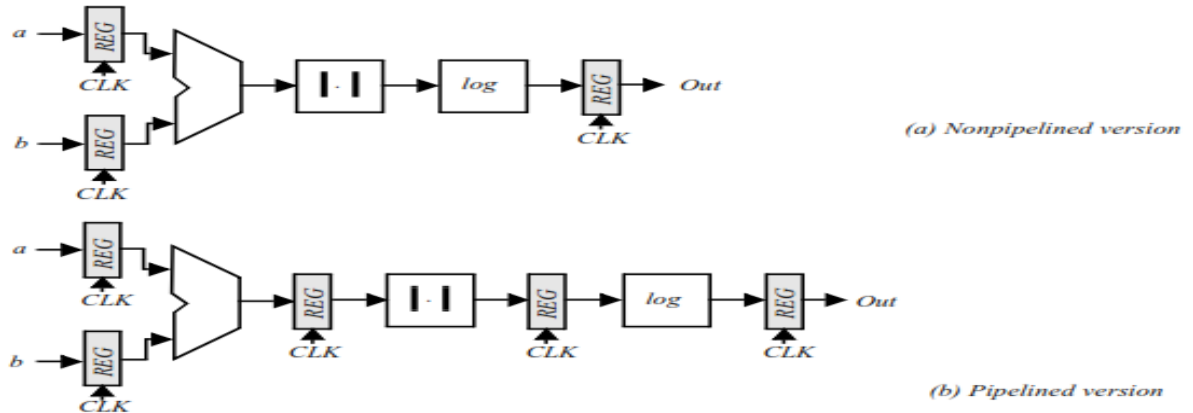 a
REG
CLK
b
REG
CLK
| · |
log
REG
CLK
Out
(a) Nonpipelined version
a
REG
CLK
b
REG
CLK
REG
CLK
| · |
REG
CLK
log
REG
CLK
Out
(b) Pipelined version